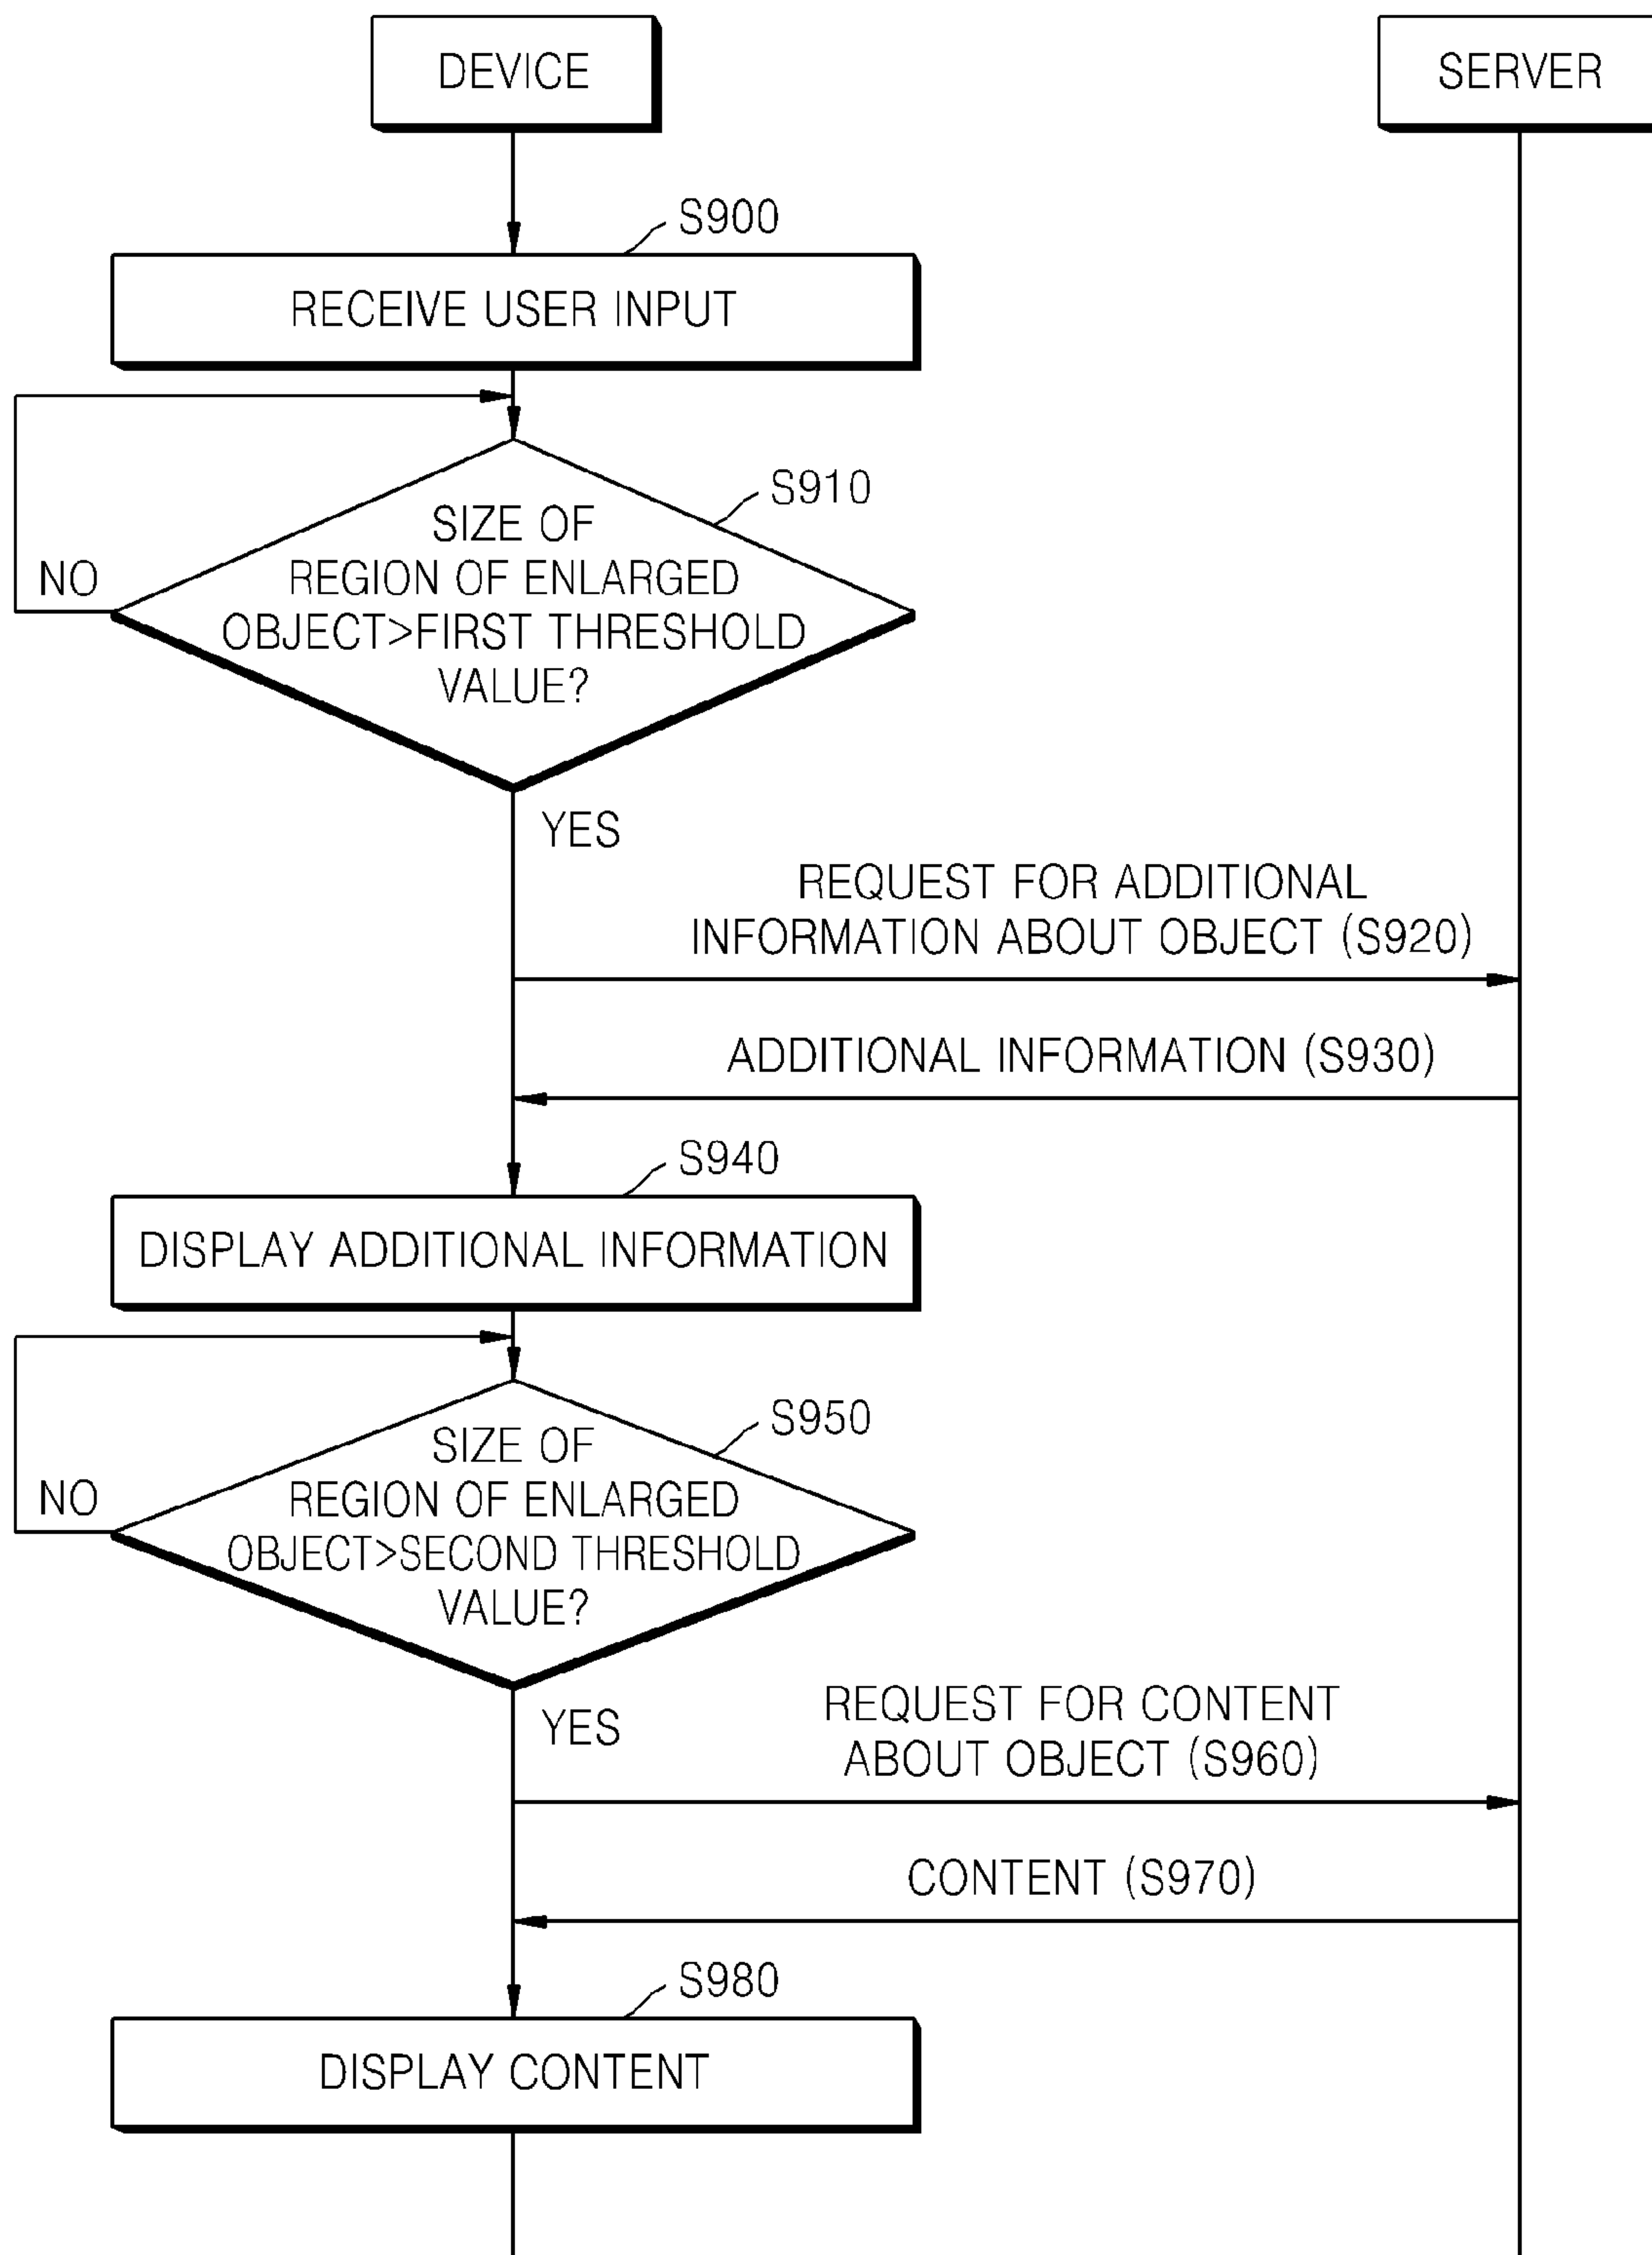 DEVICE
SERVER
S900
RECEIVE USER INPUT
S910
SIZE OF
REGION OF ENLARGED
OBJECT>FIRST THRESHOLD
VALUE?
NO
YES
REQUEST FOR ADDITIONAL
INFORMATION ABOUT OBJECT (S920)
ADDITIONAL INFORMATION (S930)
S940
DISPLAY ADDITIONAL INFORMATION
S950
SIZE OF
REGION OF ENLARGED
OBJECT>SECOND THRESHOLD
VALUE?
NO
YES
REQUEST FOR CONTENT
ABOUT OBJECT (S960)
CONTENT (S970)
S980
DISPLAY CONTENT